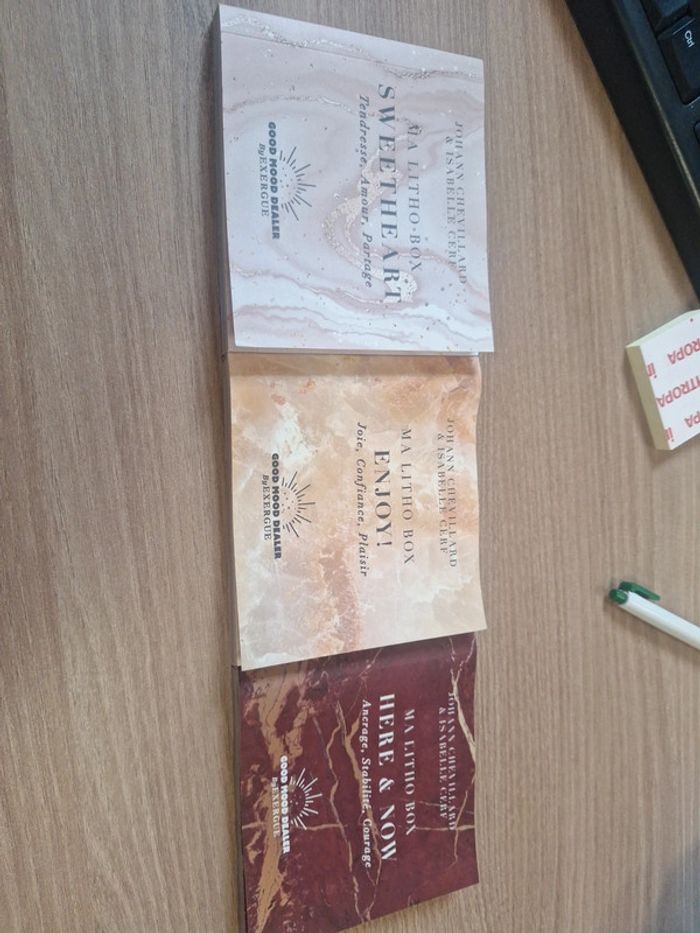 JOHANN CHEVILLARD
& ISABELLE CERF
MA LITHO-BOX
SWEETHEART
Tendresse, Amour, Partage
GOOD MOOD DEALER
By EXERGUE
JOHANN CHEVILLARD
& ISABELLE CERF
MA LITHO BOX
ENJOY!
Joie, Confiance, Plaisir
GOOD MOOD DEALER
By EXERGUE
JOHANN CHEVILLARD
& ISABELLE CERF
MA LITHO BOX
HERE & NOW
Ancrage, Stabilité, Courage
GOOD MOOD DEALER
By EXERGUE
Ctrl